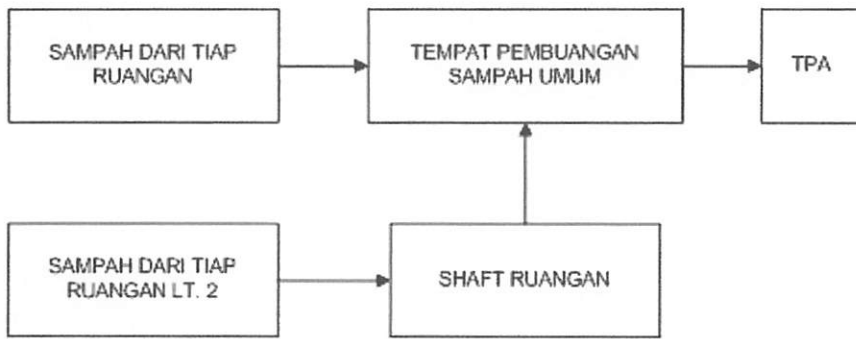 SAMPAH DARI TIAP
RUANGAN
TEMPAT PEMBUANGAN
SAMPAH UMUM
TPA
SAMPAH DARI TIAP
RUANGAN LT. 2
SHAFT RUANGAN